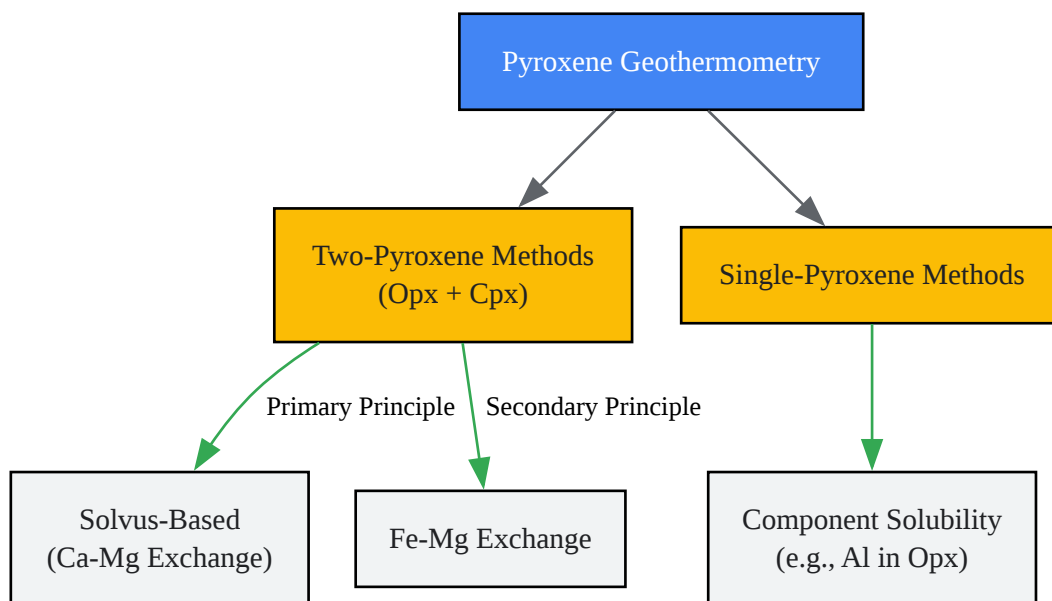 Pyroxene Geothermometry
Two-Pyroxene Methods
(Opx + Cpx)
Single-Pyroxene Methods
Primary Principle
Secondary Principle
Solvus-Based
(Ca-Mg Exchange)
Fe-Mg Exchange
Component Solubility
(e.g., Al in Opx)